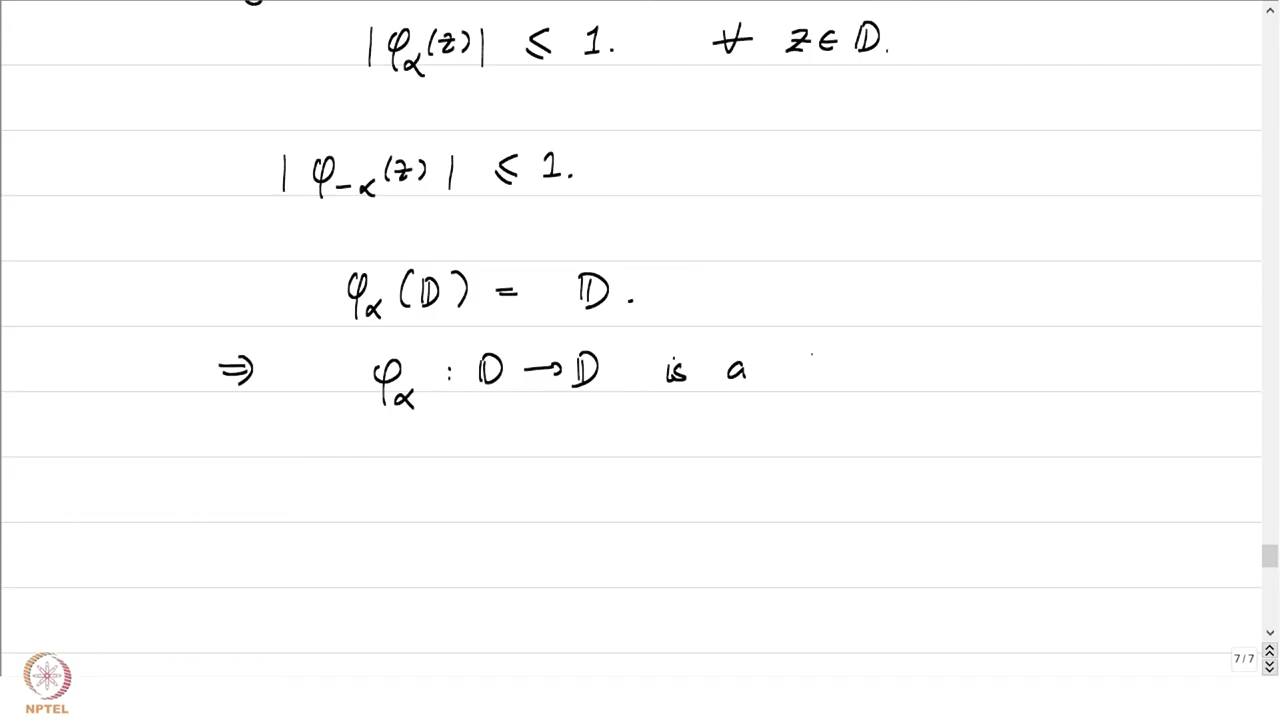 |φ_α(z)| ⩽ 1. ∀ z ∈ 𝔻.
|φ_{-α}(z)| ⩽ 1.
φ_α(𝔻) = 𝔻.
⇒ φ_α : 𝔻 → 𝔻 is a
7/7
NPTEL